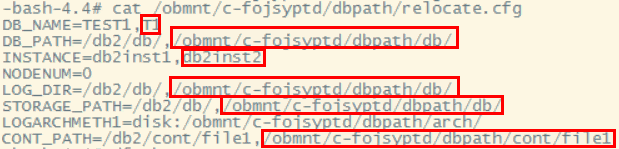 -bash-4.4# cat /obmnt/c-fojsyptd/dbpath/relocate.cfg
DB_NAME=TEST1,T1
DB_PATH=/db2/db/,/obmnt/c-fojsyptd/dbpath/db/
INSTANCE=db2inst1,db2inst2
NODENUM=0
LOG_DIR=/db2/db/,/obmnt/c-fojsyptd/dbpath/db/
STORAGE_PATH=/db2/db/,/obmnt/c-fojsyptd/dbpath/db/
LOGARCHMETH1=disk:/obmnt/c-fojsyptd/dbpath/arch/
CONT_PATH=/db2/cont/file1,/obmnt/c-fojsyptd/dbpath/cont/file1